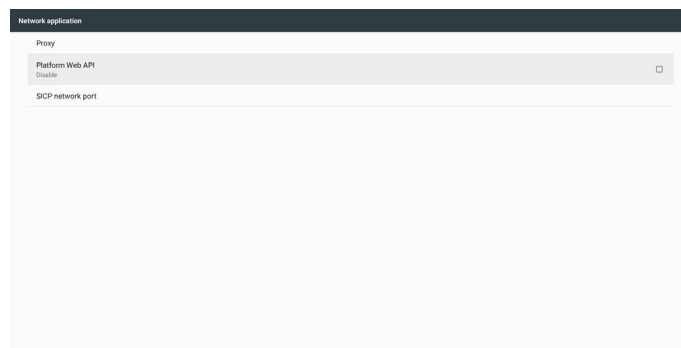 Network application
Proxy
Platform Web API
Disable
SICP network port